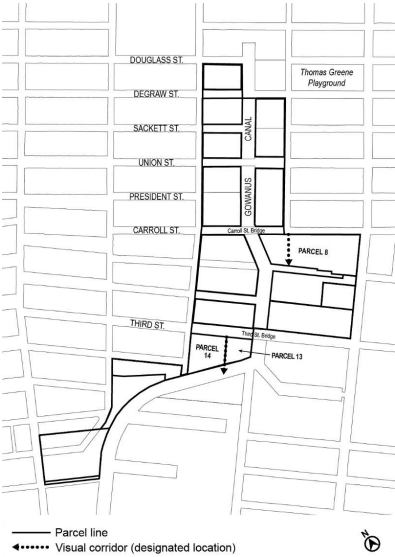 DOUGLASS ST.
Thomas Greene
Playground
DEGRAW ST.
SACKETT ST.
CANAL
UNION ST.
PRESIDENT ST.
GOWANUS
CARROLL ST.
Carroll St. Bridge
PARCEL 8
THIRD ST.
Third St. Bridge
PARCEL
14
PARCEL 13
Parcel line
Visual corridor (designated location)
N